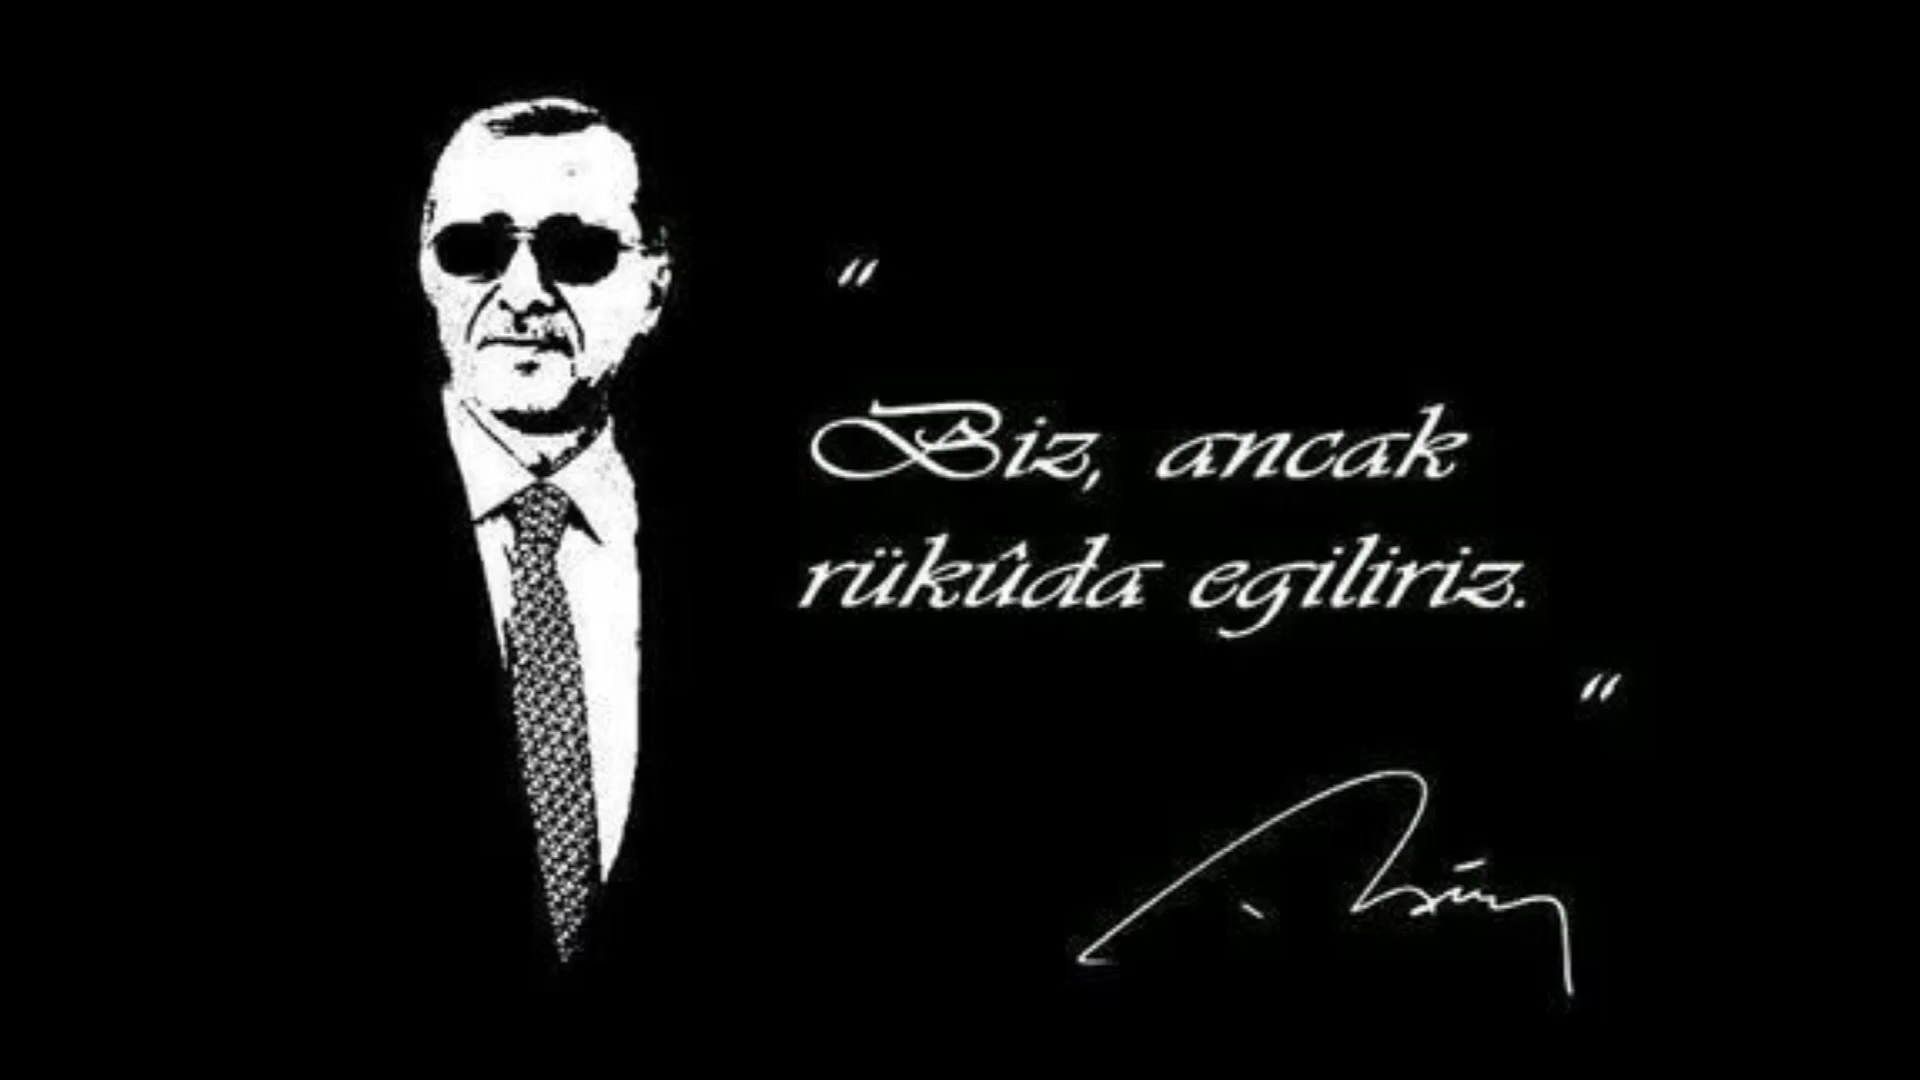 “
Biz, ancak
rükûda egiliriz.
“